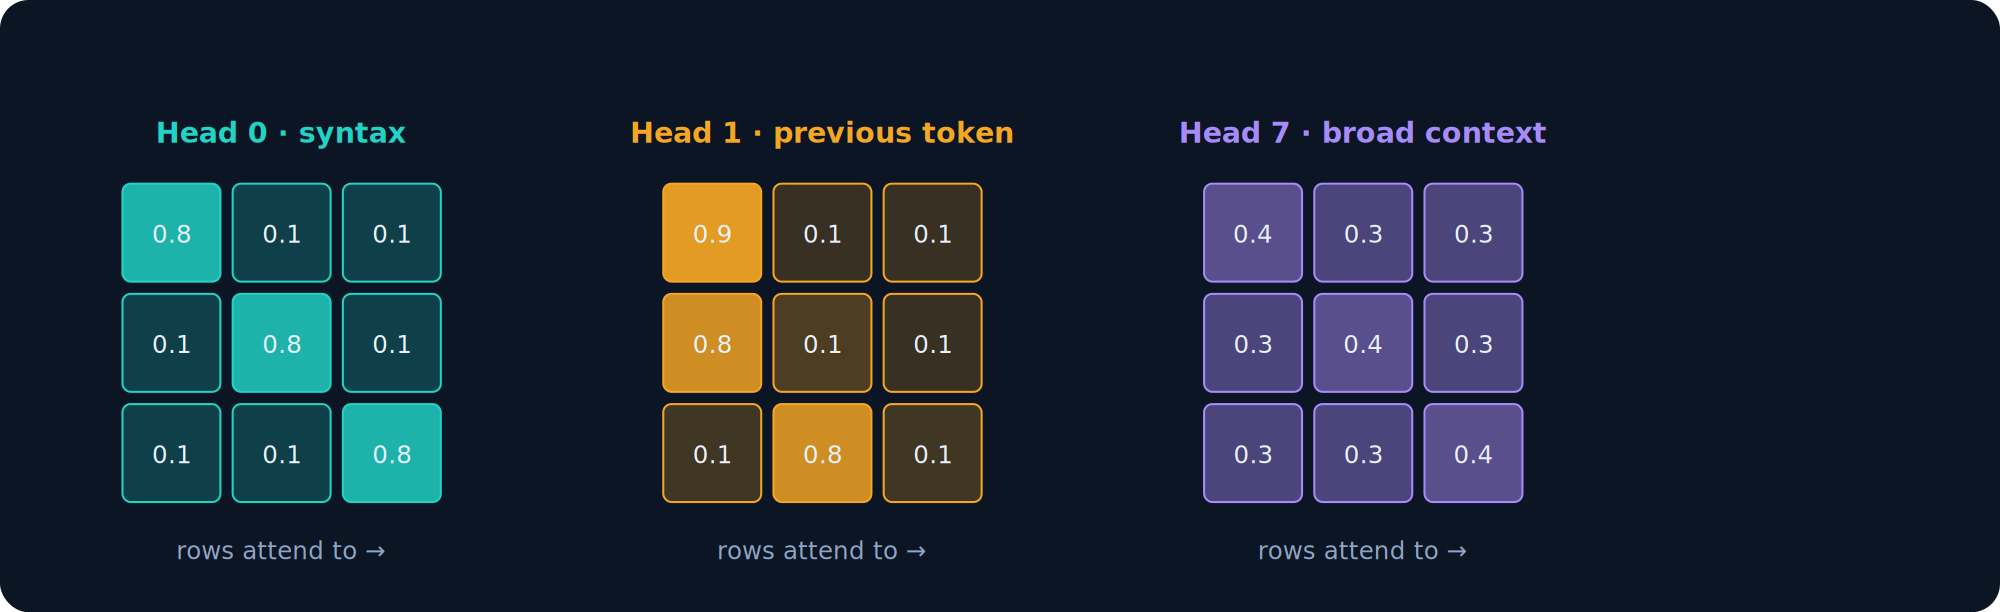 Head 0 · syntax
0.8 0.1 0.1
0.1 0.8 0.1
0.1 0.1 0.8
rows attend to →
Head 1 · previous token
0.9 0.1 0.1
0.8 0.1 0.1
0.1 0.8 0.1
rows attend to →
Head 7 · broad context
0.4 0.3 0.3
0.3 0.4 0.3
0.3 0.3 0.4
rows attend to →